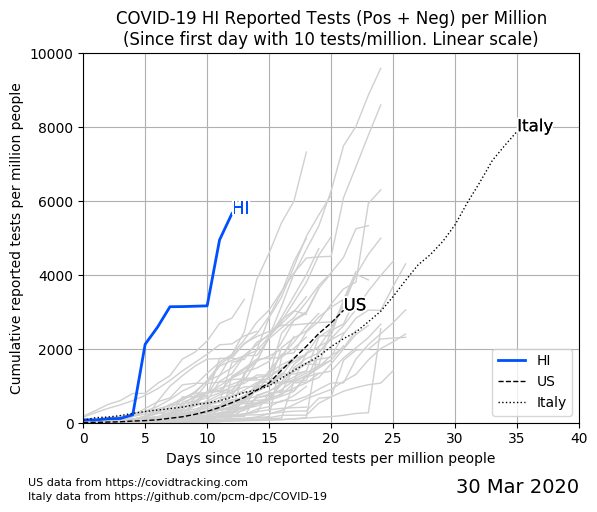 COVID-19 HI Reported Tests (Pos + Neg) per Million
(Since first day with 10 tests/million. Linear scale)
Cumulative reported tests per million people
10000
8000
6000
4000
2000
0
Italy
HI
US
HI
US
Italy
0 5 10 15 20 25 30 35 40
Days since 10 reported tests per million people
US data from https://covidtracking.com
Italy data from https://github.com/pcm-dpc/COVID-19
30 Mar 2020